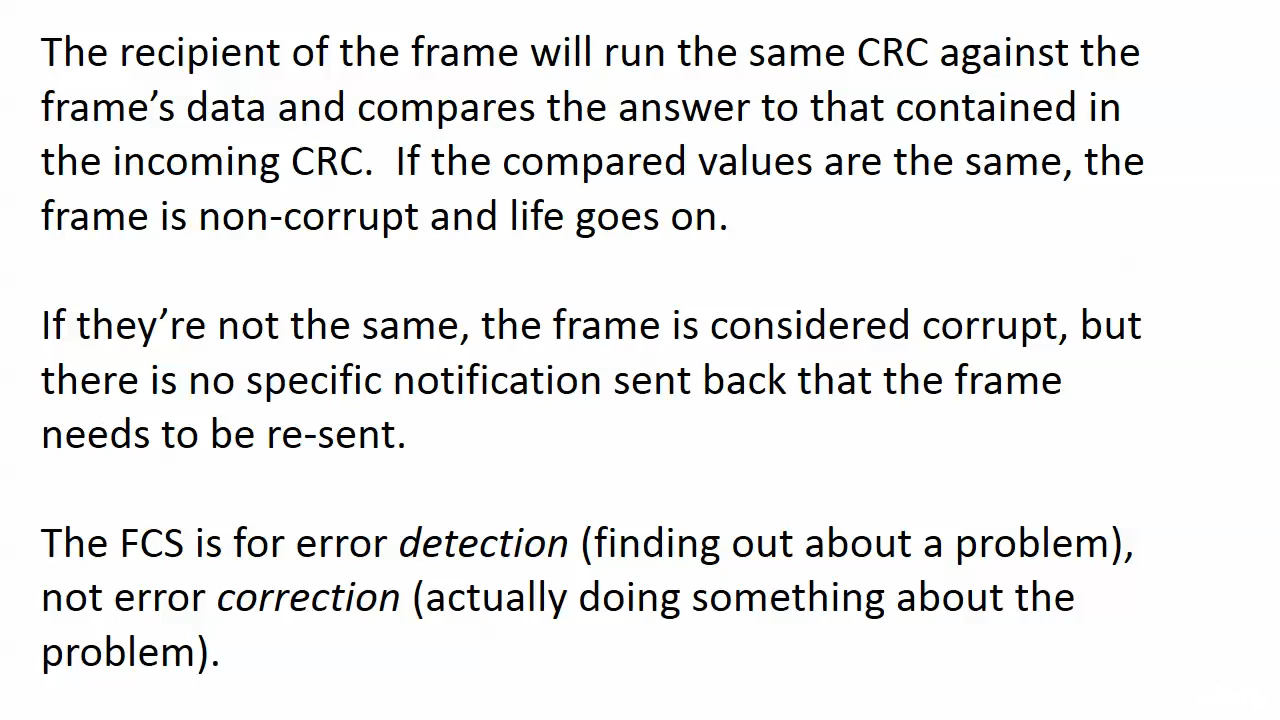 The recipient of the frame will run the same CRC against the
frame’s data and compares the answer to that contained in
the incoming CRC.  If the compared values are the same, the
frame is non-corrupt and life goes on.
If they’re not the same, the frame is considered corrupt, but
there is no specific notification sent back that the frame
needs to be re-sent.
The FCS is for error detection (finding out about a problem),
not error correction (actually doing something about the
problem).